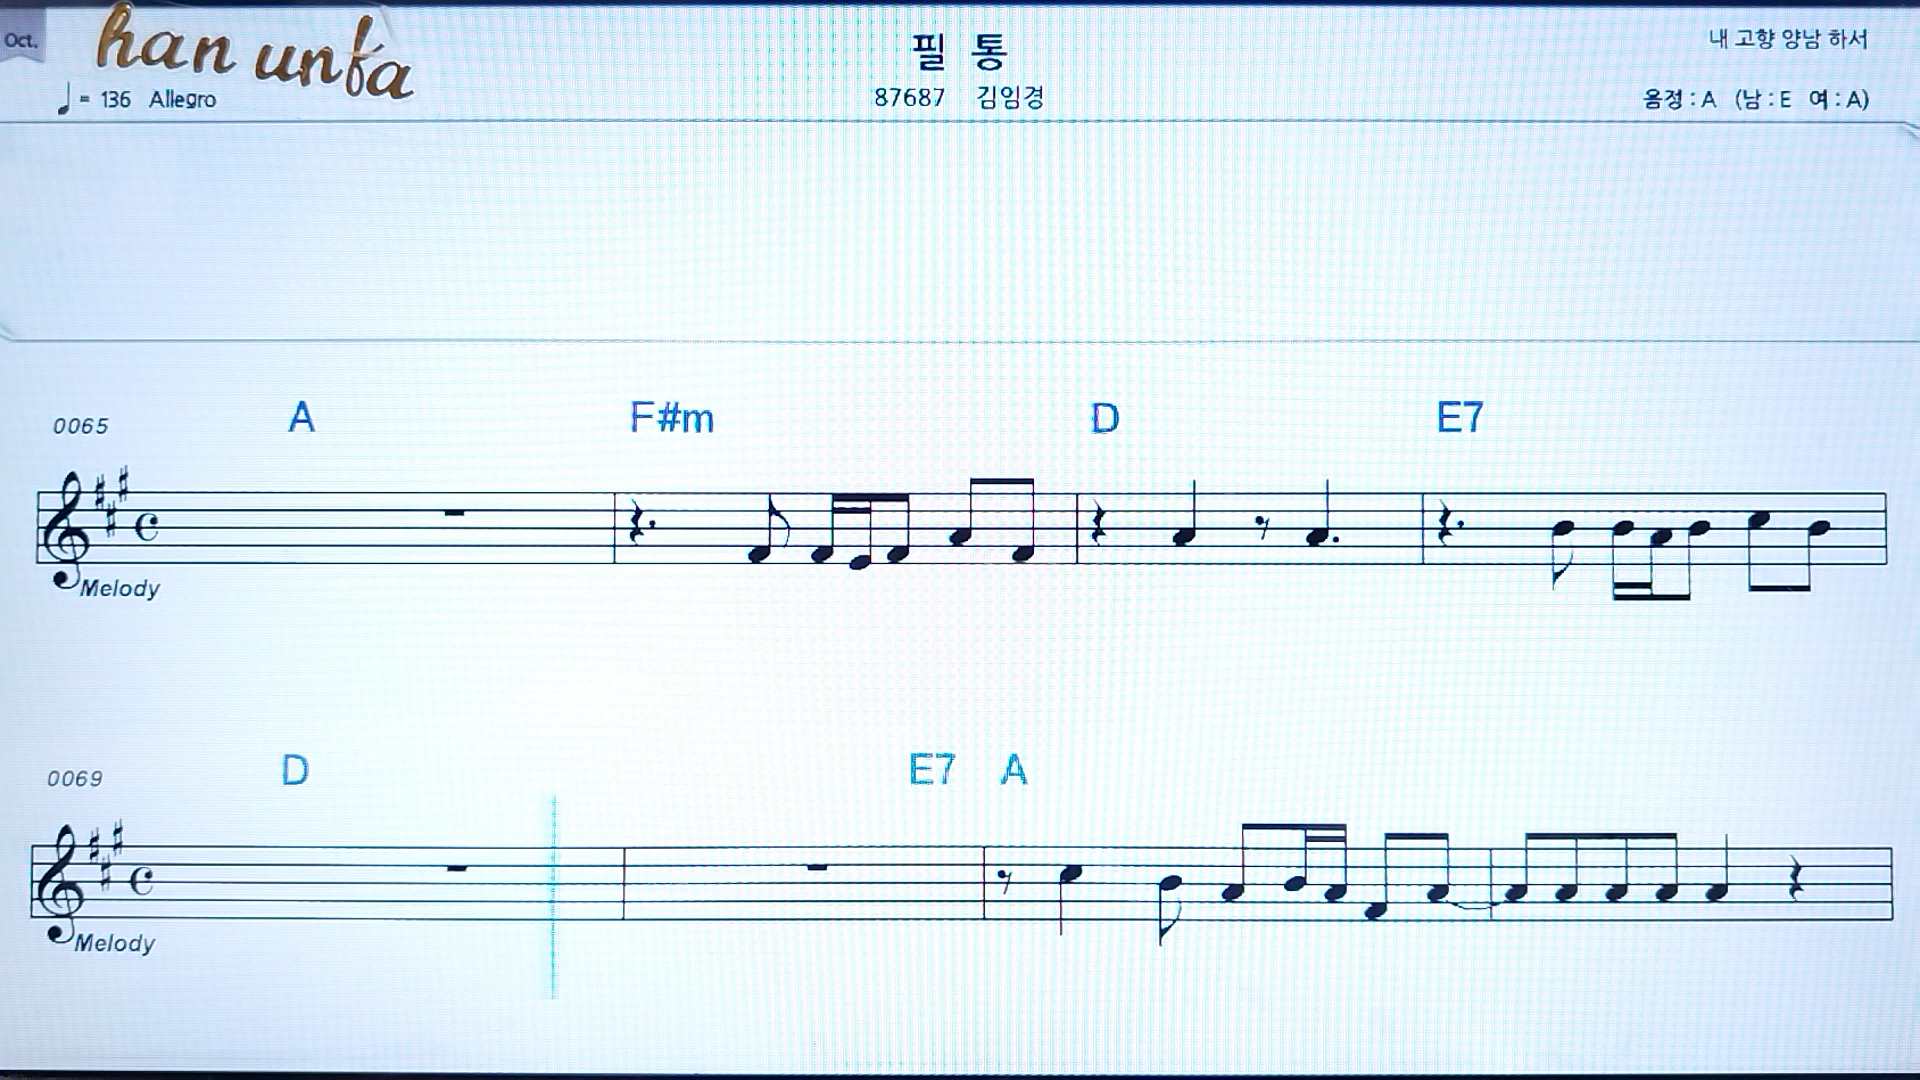 Oct.
han unfa
필 통
내 고향 양남 하서
♩= 136 Allegro
87687 김임경
음정 : A (남 : E 여 : A)
0065 A F#m D E7
Melody
0069 D E7 A
Melody